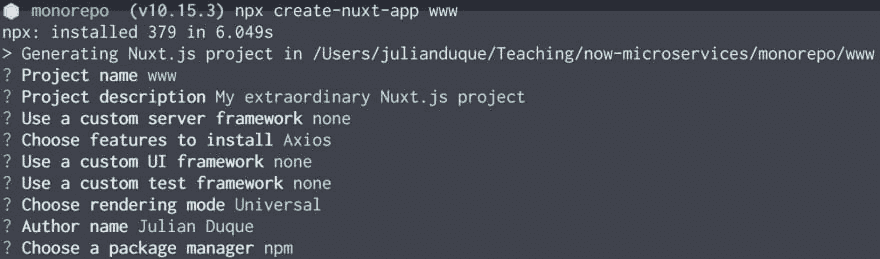 monorepo (v10.15.3) npx create-nuxt-app www
npx: installed 379 in 6.049s
> Generating Nuxt.js project in /Users/julianduque/Teaching/now-microservices/monorepo/www
? Project name www
? Project description My extraordinary Nuxt.js project
? Use a custom server framework none
? Choose features to install Axios
? Use a custom UI framework none
? Use a custom test framework none
? Choose rendering mode Universal
? Author name Julian Duque
? Choose a package manager npm